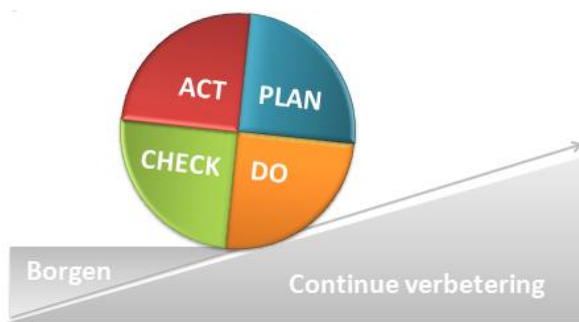 ACT
PLAN
CHECK
DO
Borgen
Continue verbetering